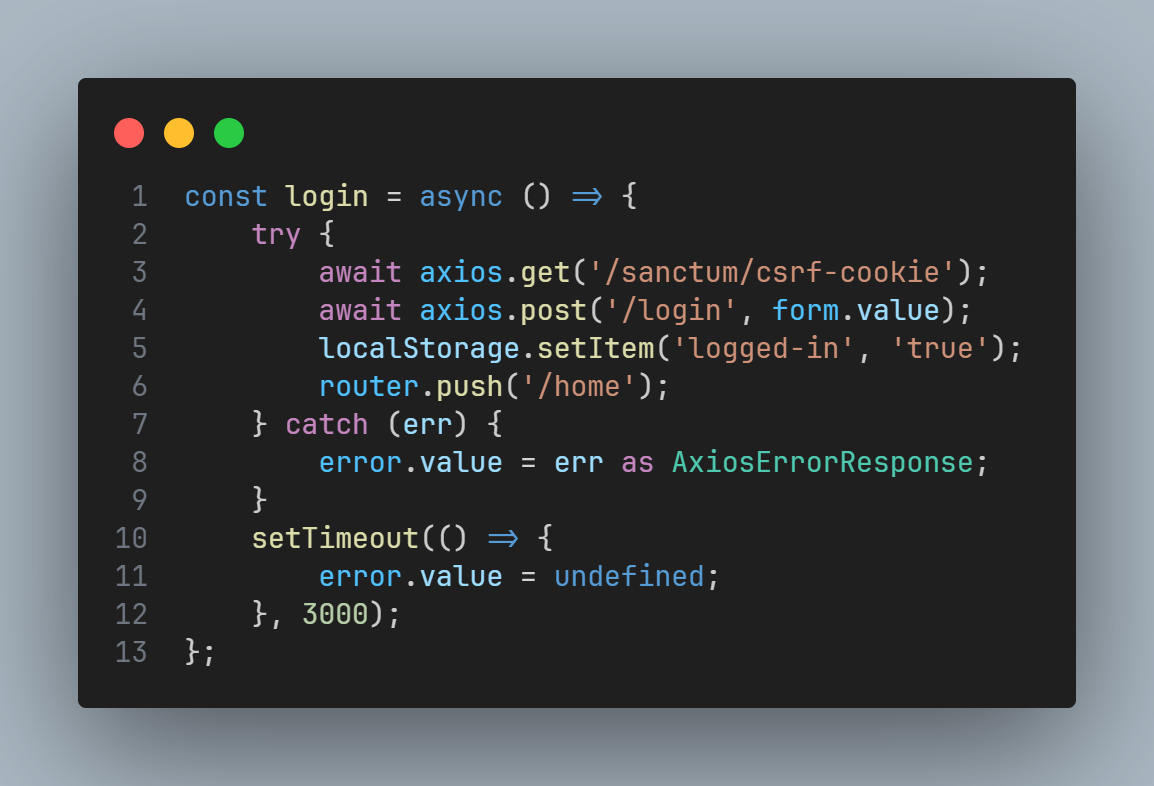 1 const login = async () => {
2     try {
3         await axios.get('/sanctum/csrf-cookie');
4         await axios.post('/login', form.value);
5         localStorage.setItem('logged-in', 'true');
6         router.push('/home');
7     } catch (err) {
8         error.value = err as AxiosErrorResponse;
9     }
10     setTimeout(() => {
11         error.value = undefined;
12     }, 3000);
13 };